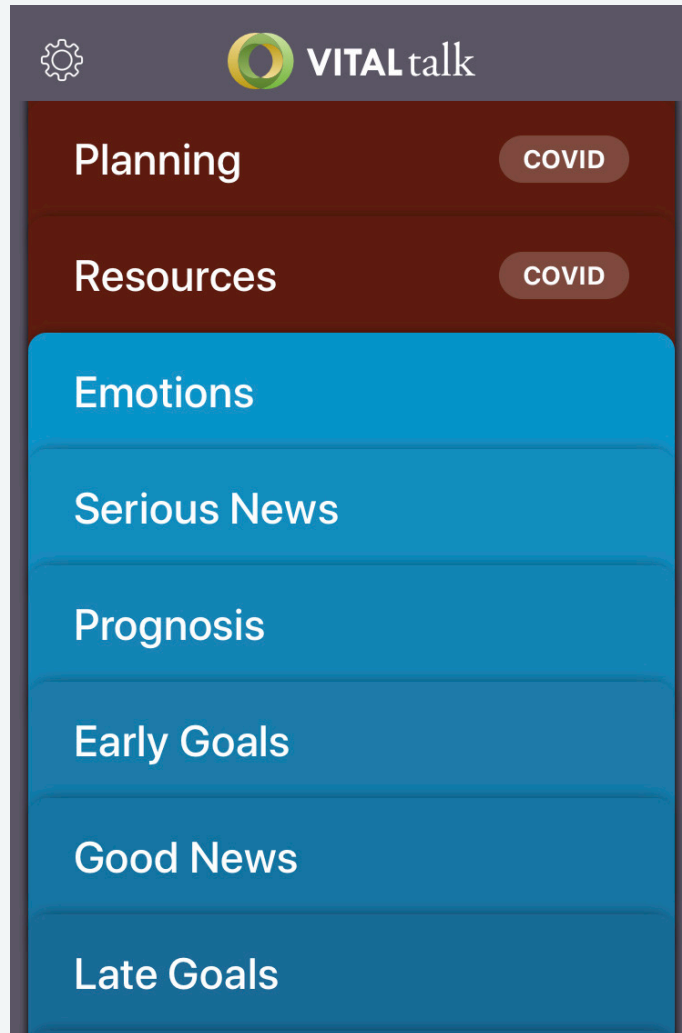 VITALtalk
Planning COVID
Resources COVID
Emotions
Serious News
Prognosis
Early Goals
Good News
Late Goals